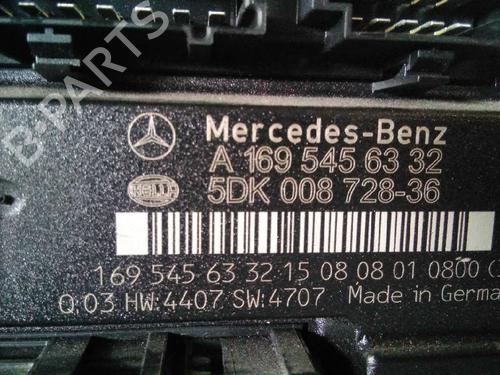 B-PARTS
Mercedes-Benz
A 169 545 63 32
HELLA
5DK 008 728-36
169 545 63 32 15 08 08 01 0800
Q:03 HW:4407 SW:4707 Made in Germa